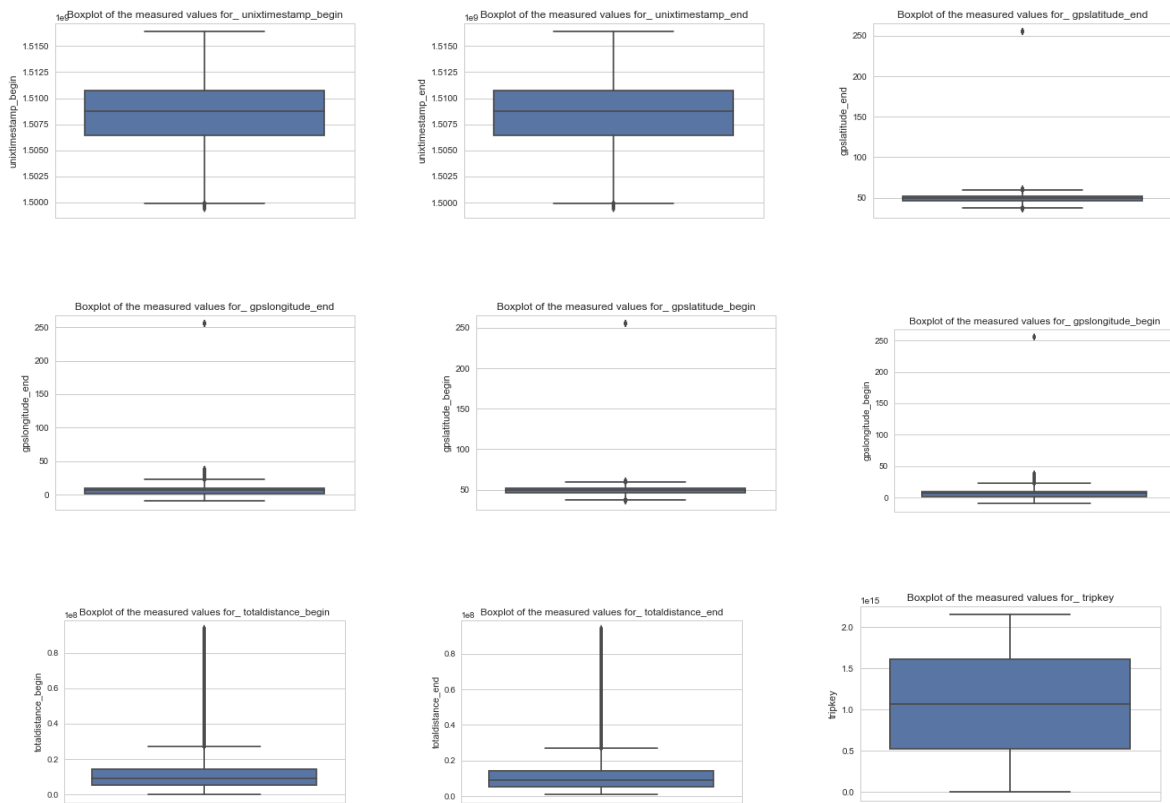 Boxplot of the measured values for_ unixtimestamp_begin
1e9
1.5150
1.5125
1.5100
1.5075
1.5050
1.5025
1.5000
unixtimestamp_begin
Boxplot of the measured values for_ unixtimestamp_end
1e9
1.5150
1.5125
1.5100
1.5075
1.5050
1.5025
1.5000
unixtimestamp_end
Boxplot of the measured values for_ gpslatitude_end
250
200
150
100
50
gpslatitude_end
Boxplot of the measured values for_ gpslongitude_end
250
200
150
100
50
0
gpslongitude_end
Boxplot of the measured values for_ gpslatitude_begin
250
200
150
100
50
gpslatitude_begin
Boxplot of the measured values for_ gpslongitude_begin
250
200
150
100
50
0
gpslongitude_begin
Boxplot of the measured values for_ totaldistance_begin
1e8
0.8
0.6
0.4
0.2
0.0
totaldistance_begin
Boxplot of the measured values for_ totaldistance_end
1e8
0.8
0.6
0.4
0.2
0.0
totaldistance_end
Boxplot of the measured values for_ tripkey
1e15
2.0
1.5
1.0
0.5
0.0
tripkey